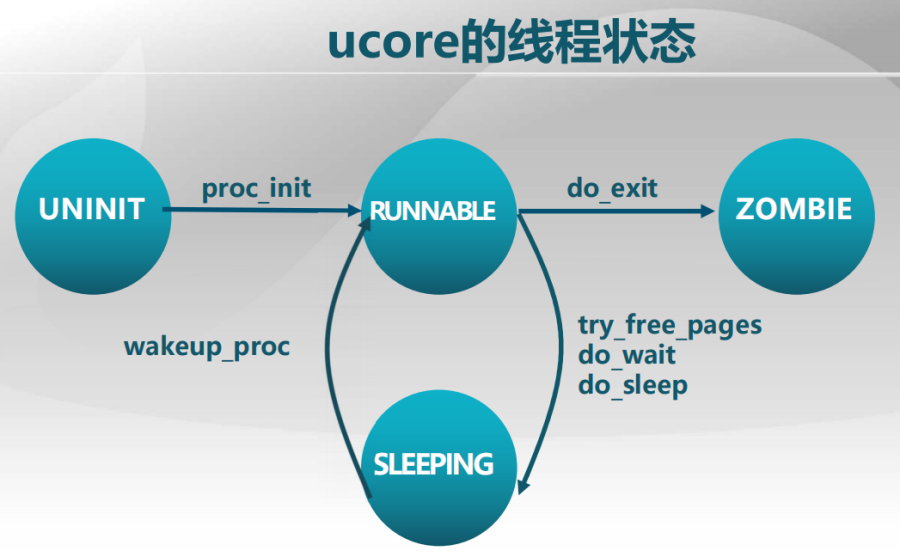 ucore的线程状态
UNINIT
proc_init
RUNNABLE
do_exit
ZOMBIE
wakeup_proc
try_free_pages
do_wait
do_sleep
SLEEPING